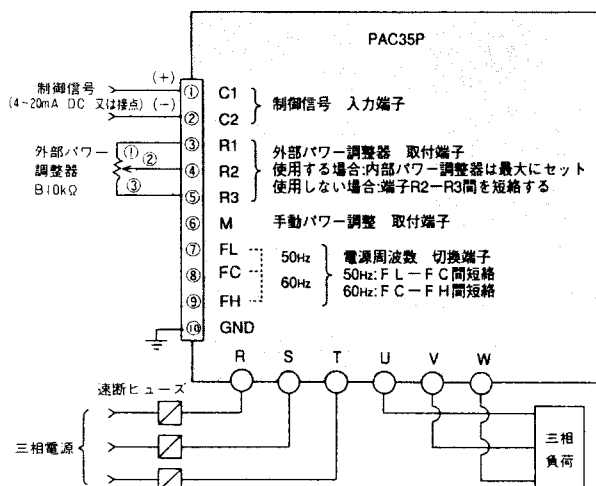 PAC35P
制御信号 (+)
(4~20mA DC 又は接点) (−)
① C1
② C2
制御信号 入力端子
外部パワー
調整器
B10kΩ
①
②
③
③ R1
④ R2
⑤ R3
外部パワー調整器 取付端子
使用する場合:内部パワー調整器は最大にセット
使用しない場合:端子R2−R3間を短絡する
⑥ M 手動パワー調整 取付端子
⑦ FL
⑧ FC
⑨ FH
50Hz
60Hz
電源周波数 切換端子
50Hz:FL−FC間短絡
60Hz:FC−FH間短絡
⑩ GND
R S T U V W
速断ヒューズ
三相電源
三相
負荷